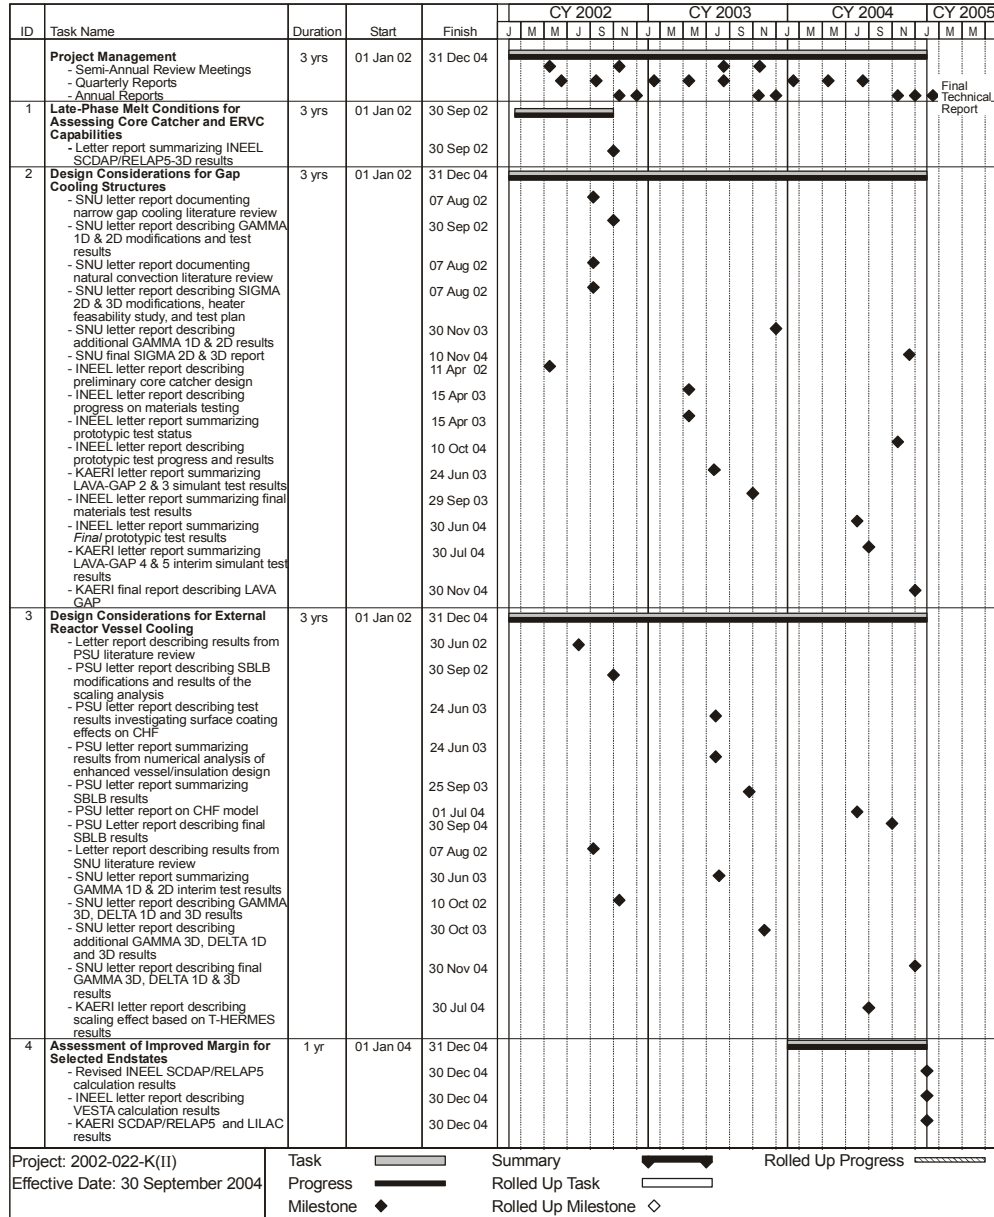 CY 2002 CY 2003 CY 2004 CY 2005
ID Task Name Duration Start Finish J M M J S N J M M J S N J M M J S N J M M
Project Management 3 yrs 01 Jan 02 31 Dec 04
- Semi-Annual Review Meetings
- Quarterly Reports
- Annual Reports
Final
Technical
Report
1 Late-Phase Melt Conditions for 3 yrs 01 Jan 02 30 Sep 02
Assessing Core Catcher and ERVC
Capabilities
- Letter report summarizing INEEL 30 Sep 02
SCDAP/RELAP5-3D results
2 Design Considerations for Gap 3 yrs 01 Jan 02 31 Dec 04
Cooling Structures
- SNU letter report documenting 07 Aug 02
narrow gap cooling literature review
- SNU letter report describing GAMMA 30 Sep 02
1D & 2D modifications and test
results
- SNU letter report documenting 07 Aug 02
natural convection literature review
- SNU letter report describing SIGMA 07 Aug 02
2D & 3D modifications, heater
feasability study, and test plan
- SNU letter report describing 30 Nov 03
additional GAMMA 1D & 2D results
- SNU final SIGMA 2D & 3D report 10 Nov 04
- INEEL letter report describing 11 Apr 02
preliminary core catcher design
- INEEL letter report describing 15 Apr 03
progress on materials testing
- INEEL letter report summarizing 15 Apr 03
prototypic test status
- INEEL letter report describing 10 Oct 04
prototypic test progress and results
- KAERI letter report summarizing 24 Jun 03
LAVA-GAP 2 & 3 simulant test results
- INEEL letter report summarizing final 29 Sep 03
materials test results
- INEEL letter report summarizing 30 Jun 04
Final prototypic test results
- KAERI letter report summarizing 30 Jul 04
LAVA-GAP 4 & 5 interim simulant test
results
- KAERI final report describing LAVA 30 Nov 04
GAP
3 Design Considerations for External 3 yrs 01 Jan 02 31 Dec 04
Reactor Vessel Cooling
- Letter report describing results from 30 Jun 02
PSU literature review
- PSU letter report describing SBLB 30 Sep 02
modifications and results of the
scaling analysis
- PSU letter report describing test 24 Jun 03
results investigating surface coating
effects on CHF
- PSU letter report summarizing 24 Jun 03
results from numerical analysis of
enhanced vessel/insulation design
- PSU letter report summarizing 25 Sep 03
SBLB results
- PSU letter report on CHF model 01 Jul 04
- PSU Letter report describing final 30 Sep 04
SBLB results
- Letter report describing results from 07 Aug 02
SNU literature review
- SNU letter report summarizing 30 Jun 03
GAMMA 1D & 2D interim test results
- SNU letter report describing GAMMA 10 Oct 02
3D, DELTA 1D and 3D results
- SNU letter report describing 30 Oct 03
additional GAMMA 3D, DELTA 1D
and 3D results
- SNU letter report describing final 30 Nov 04
GAMMA 3D, DELTA 1D & 3D
results
- KAERI letter report describing 30 Jul 04
scaling effect based on T-HERMES
results
4 Assessment of Improved Margin for 1 yr 01 Jan 04 31 Dec 04
Selected Endstates
- Revised INEEL SCDAP/RELAP5 30 Dec 04
calculation results
- INEEL letter report describing 30 Dec 04
VESTA calculation results
- KAERI SCDAP/RELAP5 and LILAC 30 Dec 04
results
Project: 2002-022-K(II) Task Summary Rolled Up Progress
Effective Date: 30 September 2004 Progress Rolled Up Task
Milestone Rolled Up Milestone